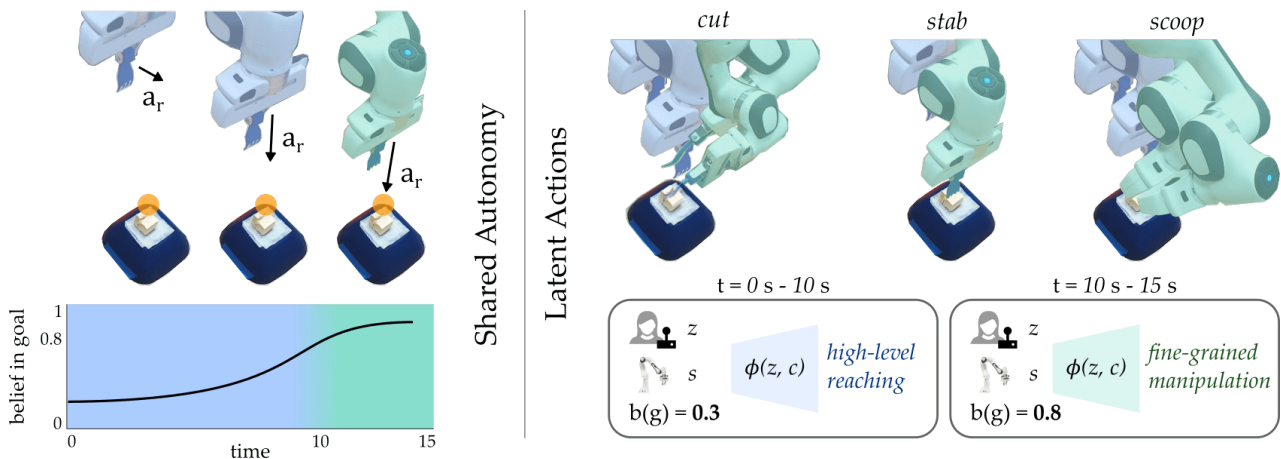 a_r
a_r
a_r
belief in goal
1
0.8
0
0
10
15
time
Shared Autonomy
Latent Actions
cut
stab
scoop
t = 0 s - 10 s
z
s
ϕ(z, c)
high-level
reaching
b(g) = 0.3
t = 10 s - 15 s
z
s
ϕ(z, c)
fine-grained
manipulation
b(g) = 0.8